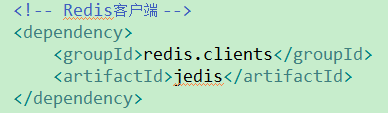 <!-- Redis客户端 -->
<dependency>
<groupId>redis.clients</groupId>
<artifactId>jedis</artifactId>
</dependency>